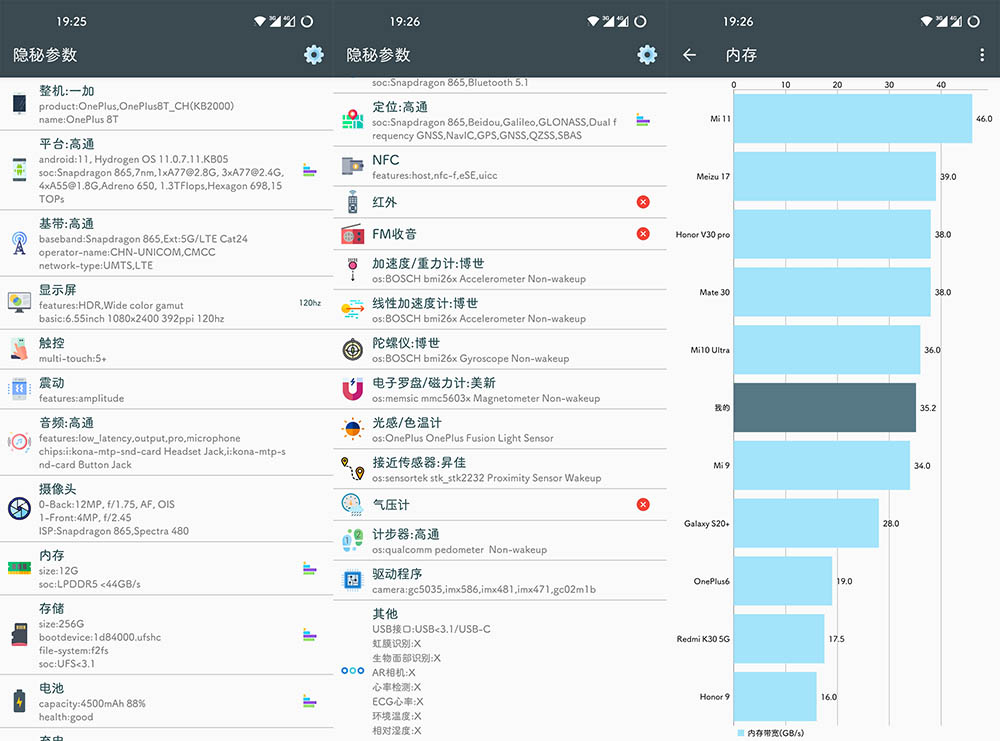 19:25
3G 4G
隐秘参数
整机:一加
product:OnePlus,OnePlus8T_CH(KB2000)
name:OnePlus 8T
平台:高通
android:11, Hydrogen OS 11.0.7.11.KB05
soc:Snapdragon 865,7nm,1xA77@2.8G, 3xA77@2.4G,
4xA55@1.8G,Adreno 650, 1.3TFlops,Hexagon 698,15
TOPs
基带:高通
baseband:Snapdragon 865,Ext:5G/LTE Cat24
operator-name:CHN-UNICOM,CMCC
network-type:UMTS,LTE
显示屏
features:HDR,Wide color gamut
basic:6.55inch 1080x2400 392ppi 120hz
120hz
触控
multi-touch:5+
震动
features:amplitude
音频:高通
features:low_latency,output,pro,microphone
chips:i:kona-mtp-snd-card Headset Jack,i:kona-mtp-s
nd-card Button Jack
摄像头
0-Back:12MP, f/1.75, AF, OIS
1-Front:4MP, f/2.45
ISP:Snapdragon 865,Spectra 480
内存
size:12G
soc:LPDDR5 <44GB/s
存储
size:256G
bootdevice:1d84000.ufshc
file-system:f2fs
soc:UFS<3.1
电池
capacity:4500mAh 88%
health:good
充电
19:26
3G 4G
隐秘参数
soc:Snapdragon 865,Bluetooth 5.1
定位:高通
soc:Snapdragon 865,Beidou,Galileo,GLONASS,Dual f
requency GNSS,NavIC,GPS,GNSS,QZSS,SBAS
NFC
features:host,nfc-f,eSE,uicc
红外
FM收音
加速度/重力计:博世
os:BOSCH bmi26x Accelerometer Non-wakeup
线性加速度计:博世
os:BOSCH bmi26x Accelerometer Non-wakeup
陀螺仪:博世
os:BOSCH bmi26x Gyroscope Non-wakeup
电子罗盘/磁力计:美新
os:memsic mmc5603x Magnetometer Non-wakeup
光感/色温计
os:OnePlus OnePlus Fusion Light Sensor
接近传感器:昇佳
os:sensortek stk_stk2232 Proximity Sensor Wakeup
气压计
计步器:高通
os:qualcomm pedometer  Non-wakeup
驱动程序
camera:gc5035,imx586,imx481,imx471,gc02m1b
其他
USB接口:USB<3.1/USB-C
虹膜识别:X
生物面部识别:X
AR相机:X
心率检测:X
ECG心率:X
环境温度:X
相对湿度:X
19:26
3G 4G
内存
0 10 20 30 40
Mi 11 46.0
Meizu 17 39.0
Honor V30 pro 38.0
Mate 30 38.0
Mi10 Ultra 36.0
我的 35.2
Mi 9 34.0
Galaxy S20+ 28.0
OnePlus6 19.0
Redmi K30 5G 17.5
Honor 9 16.0
内存带宽(GB/s)